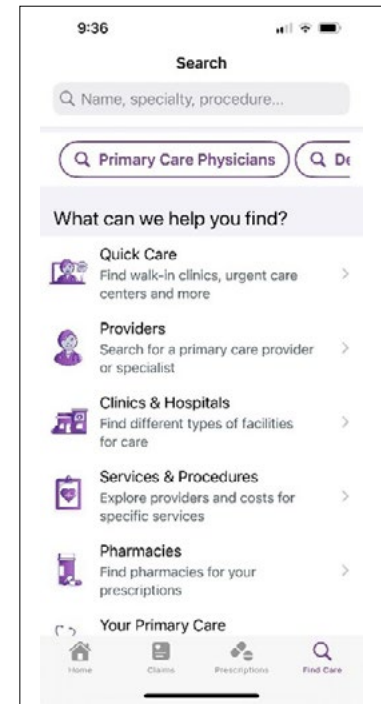 9:36
Search
Name, specialty, procedure...
Primary Care Physicians
De
What can we help you find?
Quick Care
Find walk-in clinics, urgent care
centers and more
Providers
Search for a primary care provider
or specialist
Clinics & Hospitals
Find different types of facilities
for care
Services & Procedures
Explore providers and costs for
specific services
Pharmacies
Find pharmacies for your
prescriptions
Your Primary Care
Home
Claims
Prescriptions
Find Care